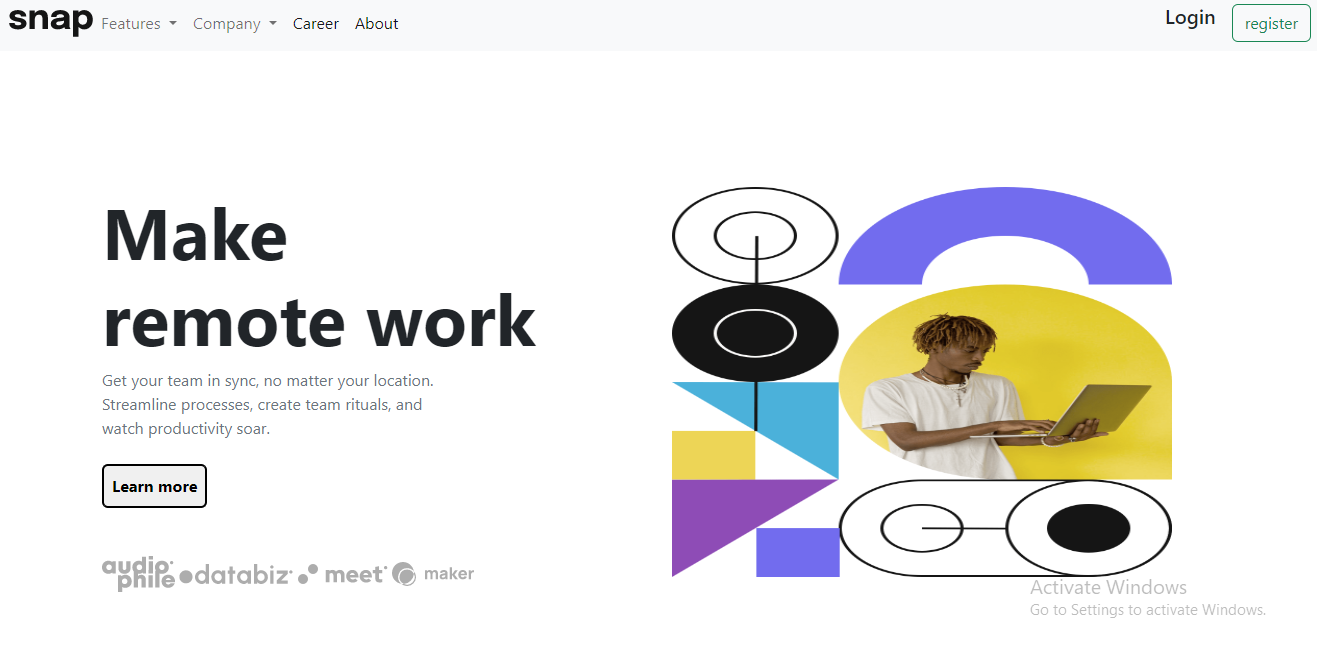 snap Features Company Career About Login register
Make
remote work
Get your team in sync, no matter your location.
Streamline processes, create team rituals, and
watch productivity soar.
Learn more
audiophile databiz meet maker
Activate Windows
Go to Settings to activate Windows.